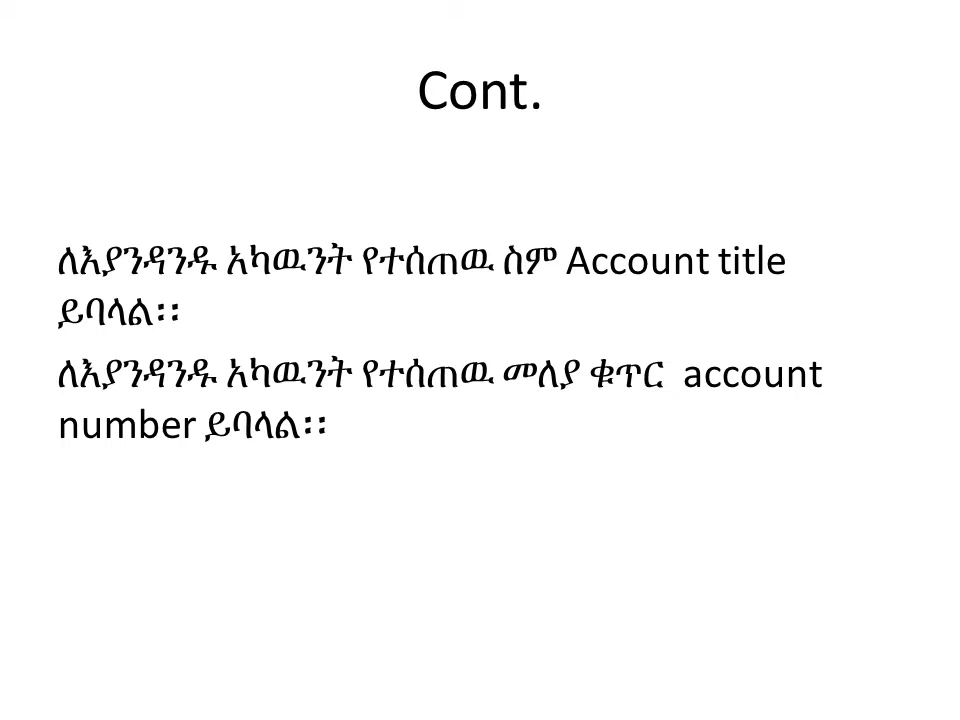 Cont.
ለእያንዳንዱ አካዉንት የተሰጠዉ ስም Account title
ይባላል፡፡
ለእያንዳንዱ አካዉንት የተሰጠዉ መለያ ቁጥር  account
number ይባላል፡፡